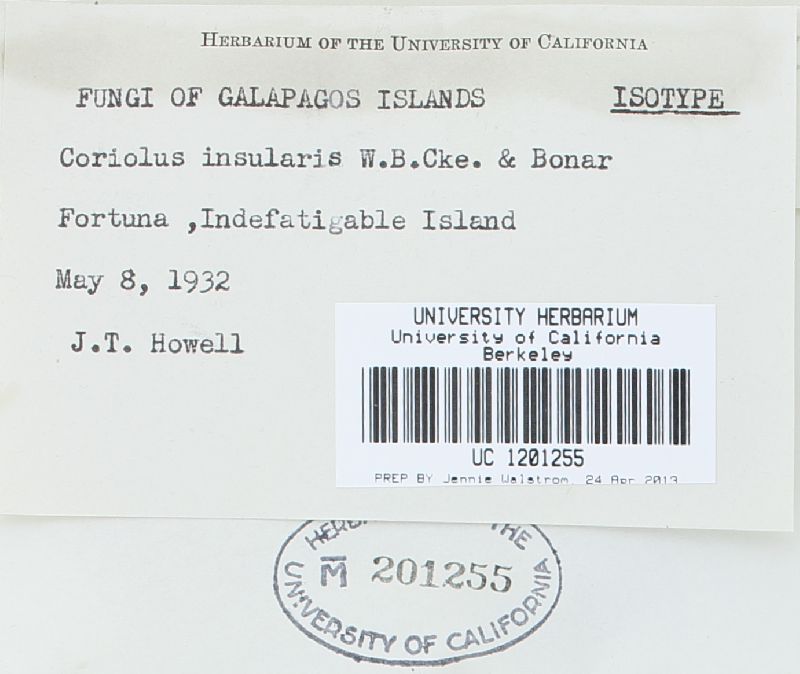 HERBARIUM OF THE UNIVERSITY OF CALIFORNIA
FUNGI OF GALAPAGOS ISLANDS ISOTYPE
Coriolus insularis W.B.Cke. & Bonar
Fortuna ,Indefatigable Island
May 8, 1932
J.T. Howell
UNIVERSITY HERBARIUM
University of California
Berkeley
UC 1201255
PREP BY Jennie Walstrom, 24 Apr 2013
THE
M 201255
UNIVERSITY OF CALIFORNIA